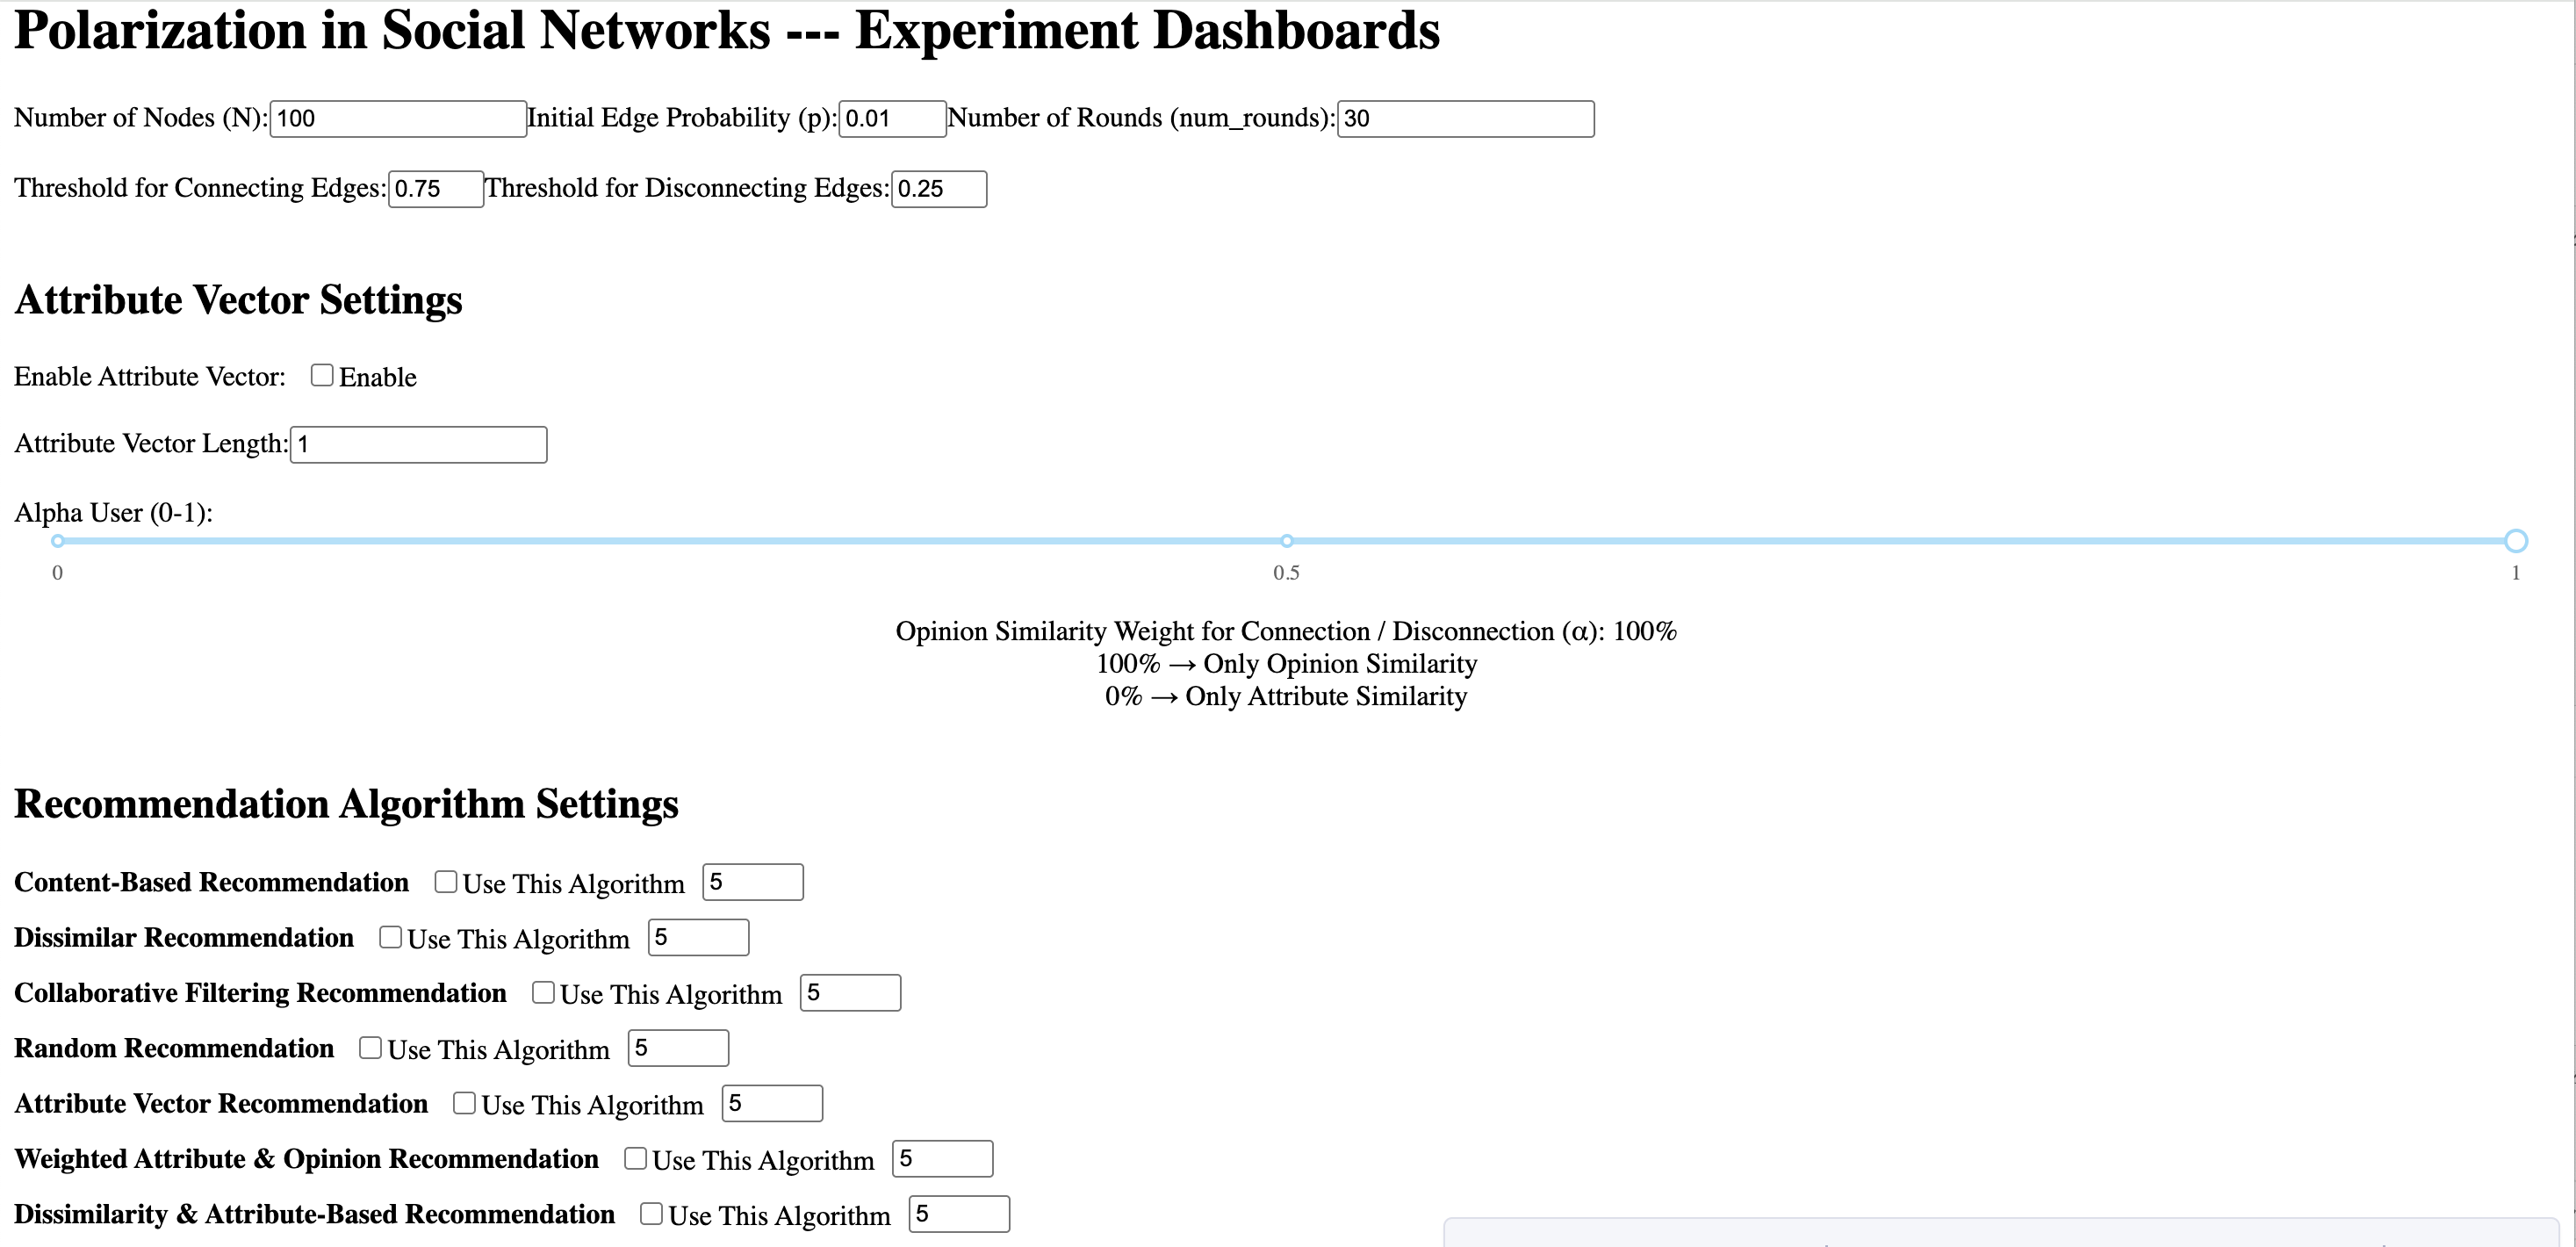 Polarization in Social Networks --- Experiment Dashboards
Number of Nodes (N): 100 Initial Edge Probability (p): 0.01 Number of Rounds (num_rounds): 30
Threshold for Connecting Edges: 0.75 Threshold for Disconnecting Edges: 0.25
Attribute Vector Settings
Enable Attribute Vector: Enable
Attribute Vector Length: 1
Alpha User (0-1):
0 0.5 1
Opinion Similarity Weight for Connection / Disconnection (α): 100%
100% → Only Opinion Similarity
0% → Only Attribute Similarity
Recommendation Algorithm Settings
Content-Based Recommendation Use This Algorithm 5
Dissimilar Recommendation Use This Algorithm 5
Collaborative Filtering Recommendation Use This Algorithm 5
Random Recommendation Use This Algorithm 5
Attribute Vector Recommendation Use This Algorithm 5
Weighted Attribute & Opinion Recommendation Use This Algorithm 5
Dissimilarity & Attribute-Based Recommendation Use This Algorithm 5